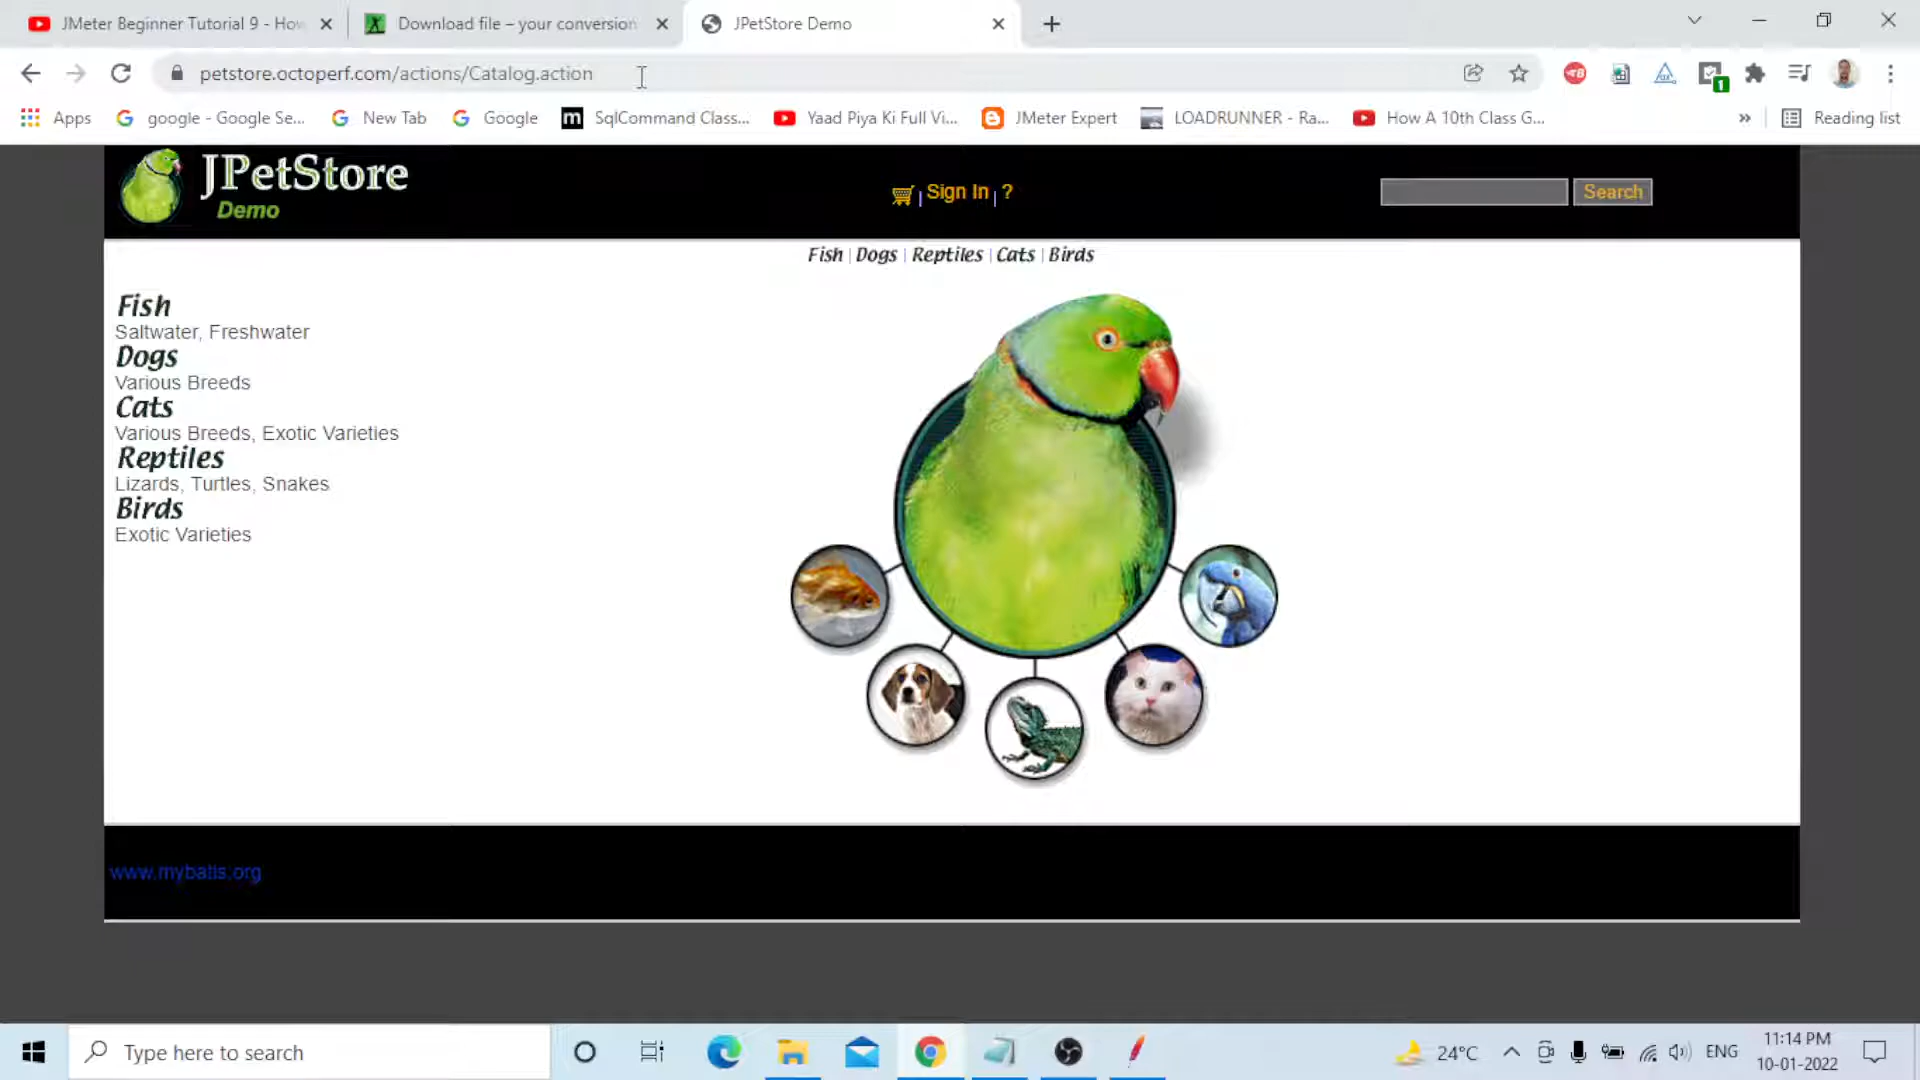 JMeter Beginner Tutorial 9 - How
Download file – your conversion
JPetStore Demo
petstore.octoperf.com/actions/Catalog.action
1
Apps
google - Google Se...
New Tab
Google
m
SqlCommand Class...
Yaad Piya Ki Full Vi...
JMeter Expert
LOADRUNNER - Ra...
How A 10th Class G...
»
Reading list
JPetStore
Demo
Sign In
?
Search
Fish | Dogs | Reptiles | Cats | Birds
Fish
Saltwater, Freshwater
Dogs
Various Breeds
Cats
Various Breeds, Exotic Varieties
Reptiles
Lizards, Turtles, Snakes
Birds
Exotic Varieties
www.mybatis.org
Type here to search
24°C
ENG
11:14 PM
10-01-2022